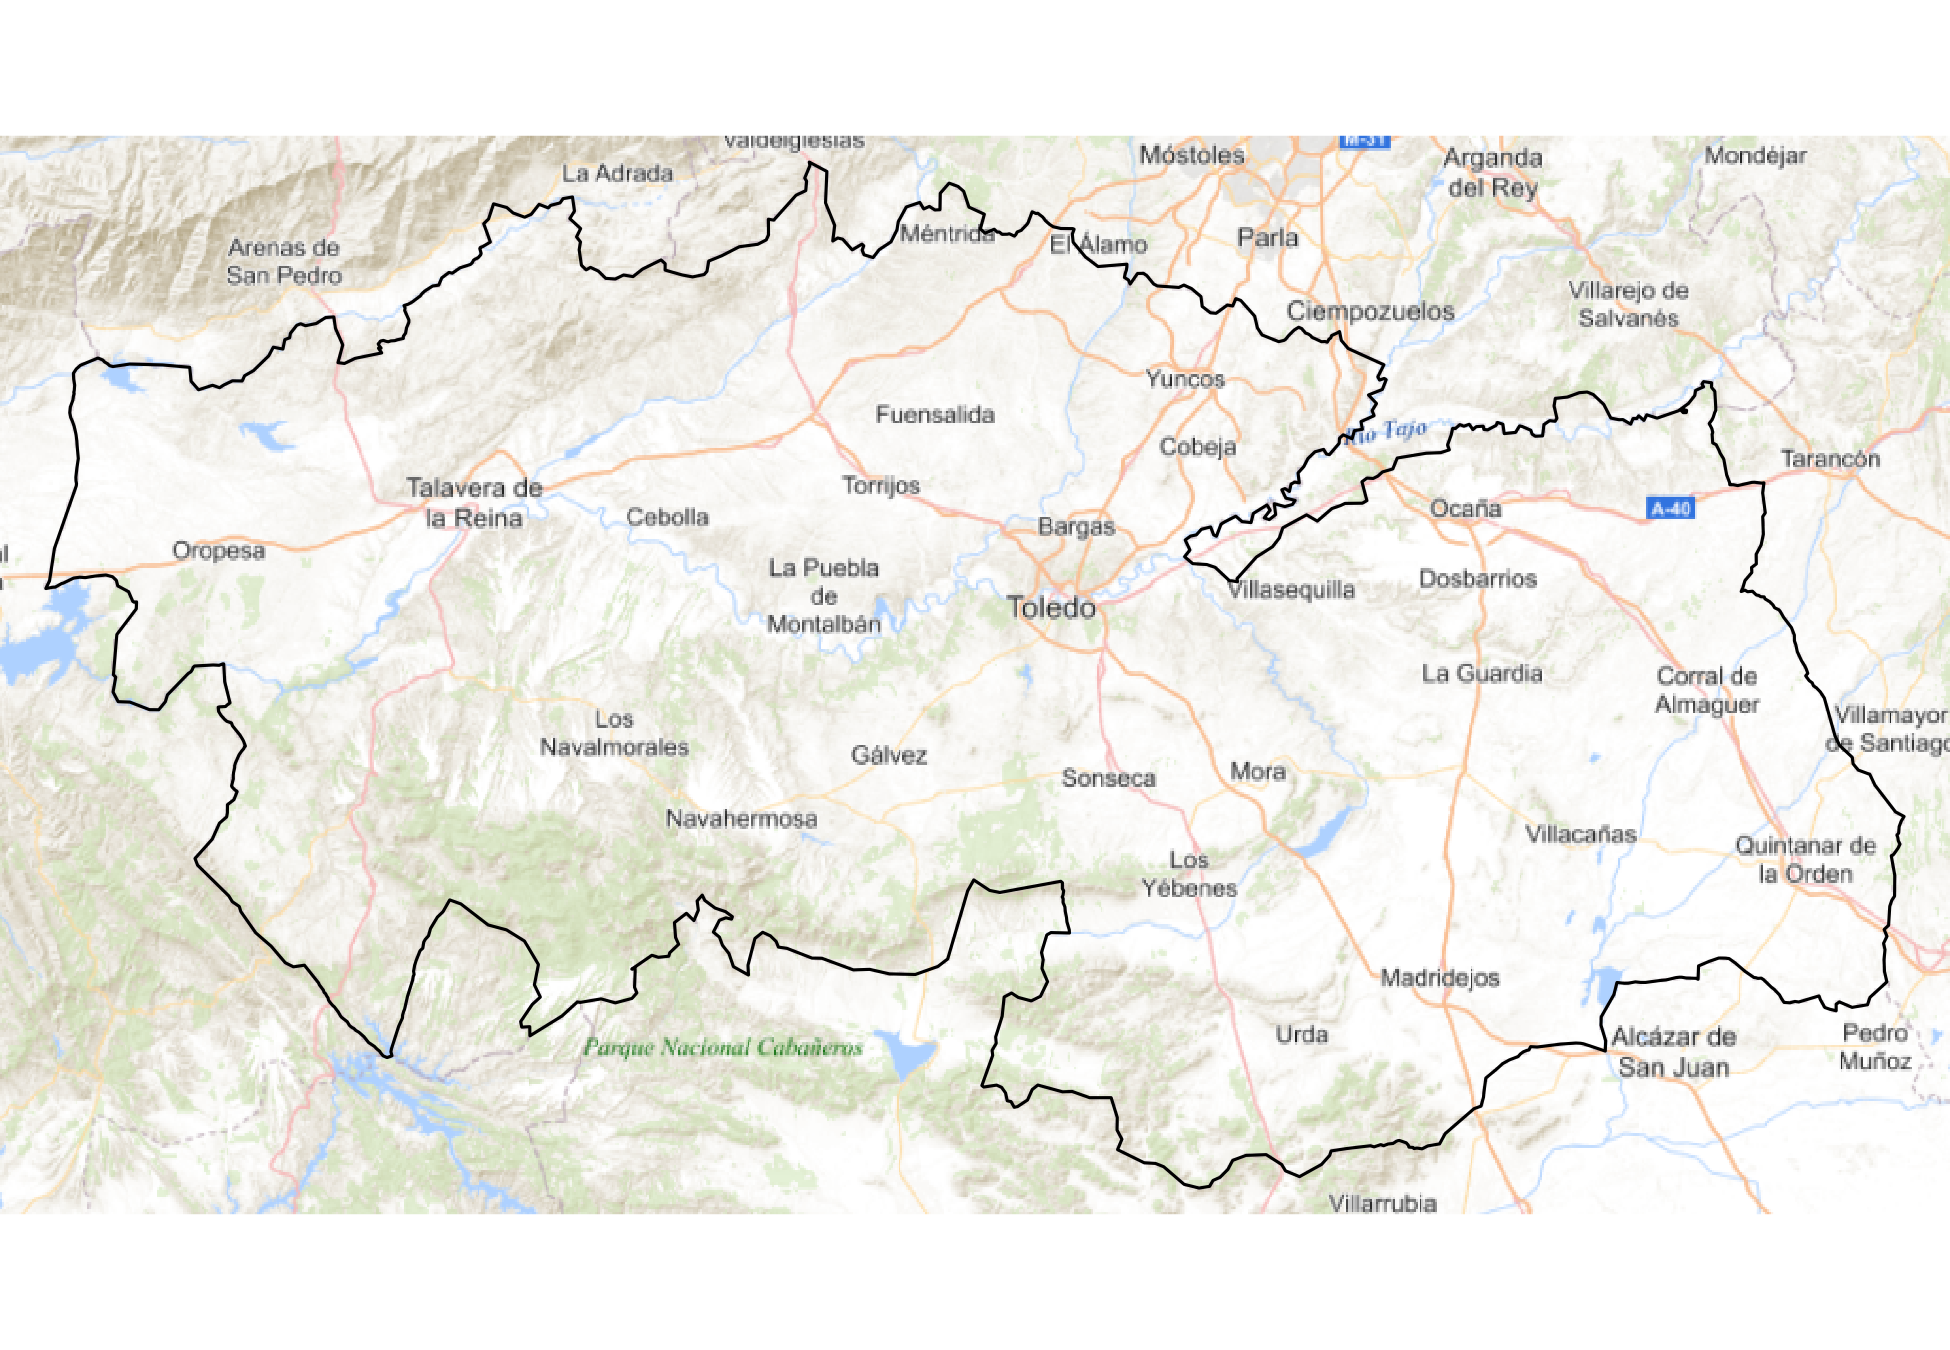 Valdeiglesias
Móstoles
M-31
Arganda
del Rey
Mondéjar
La Adrada
Arenas de
San Pedro
Méntrida
El Álamo
Parla
Ciempozuelos
Villarejo de
Salvanés
Yuncos
Fuensalida
Cobeja
Río Tajo
Tarancón
Talavera de
la Reina
Torrijos
Cebolla
Bargas
Ocaña
A-40
Oropesa
La Puebla
de
Montalbán
Toledo
Villasequilla
Dosbarrios
La Guardia
Corral de
Almaguer
Los
Navalmorales
Gálvez
Villamayor
de Santiago
Sonseca
Mora
Navahermosa
Villacañas
Los
Yébenes
Quintanar de
la Orden
Madridejos
Urda
Parque Nacional Cabañeros
Alcázar de
San Juan
Pedro
Muñoz
Villarrubia